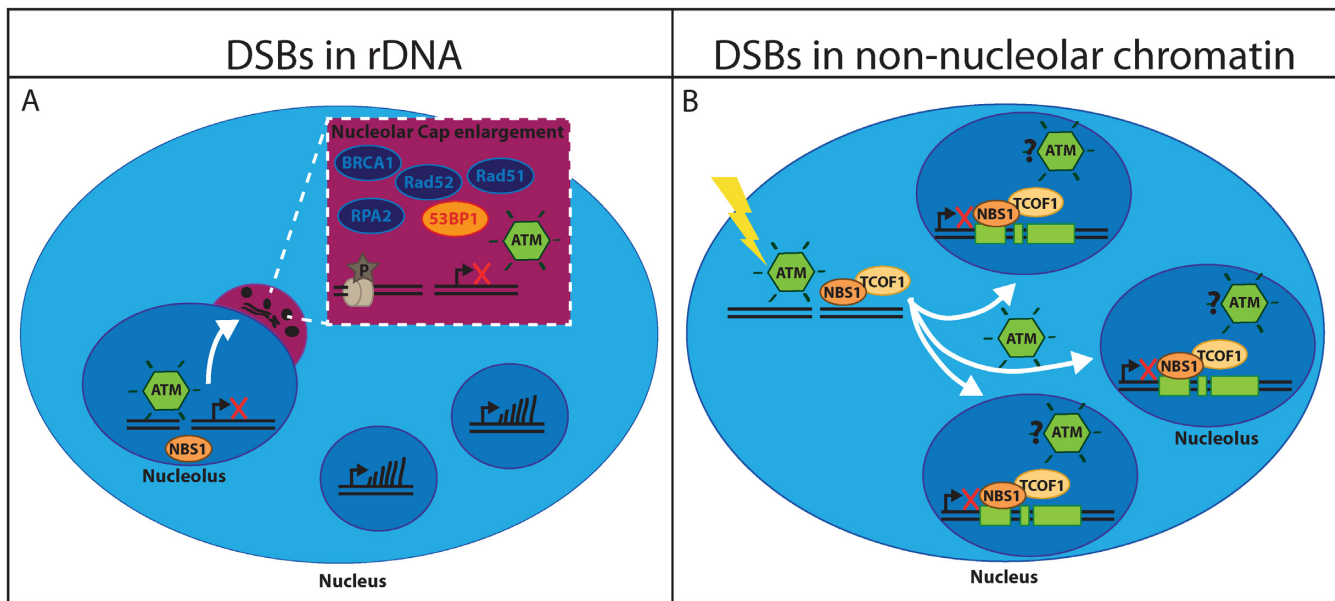 DSBs in rDNA
DSBs in non-nucleolar chromatin
A
Nucleolar Cap enlargement
BRCA1
Rad52
Rad51
RPA2
53BP1
ATM
P
ATM
NBS1
Nucleolus
Nucleus
B
? ATM
NBS1 TCOF1
ATM
NBS1 TCOF1
ATM
? ATM
NBS1 TCOF1
Nucleolus
? ATM
NBS1 TCOF1
Nucleus